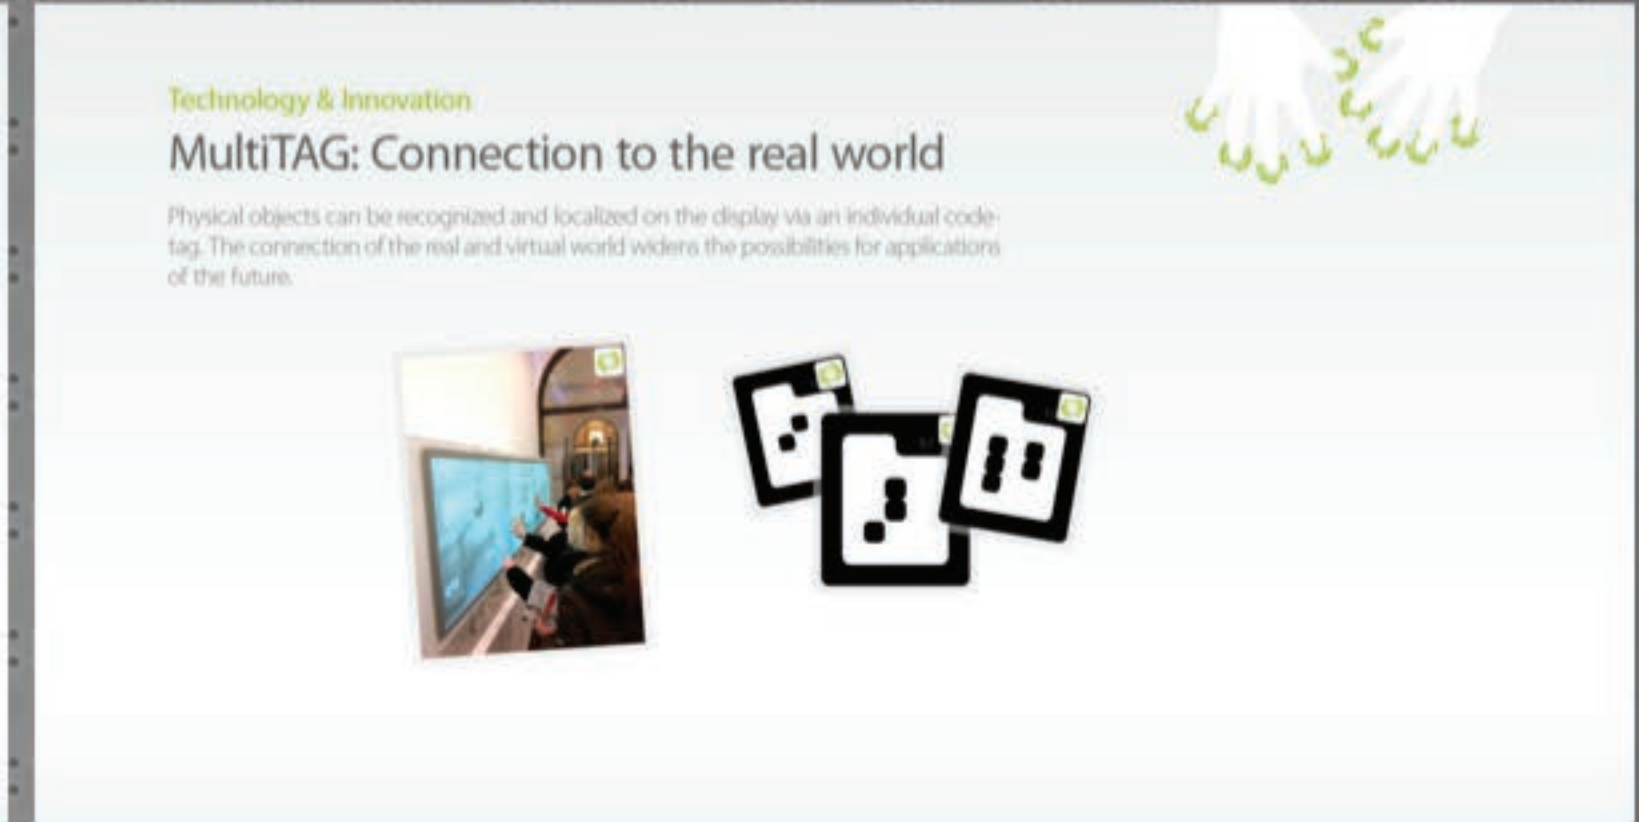 Technology & Innovation
MultiTAG: Connection to the real world
Physical objects can be recognized and localized on the display via an individual code-
tag. The connection of the real and virtual world widens the possibilities for applications
of the future.